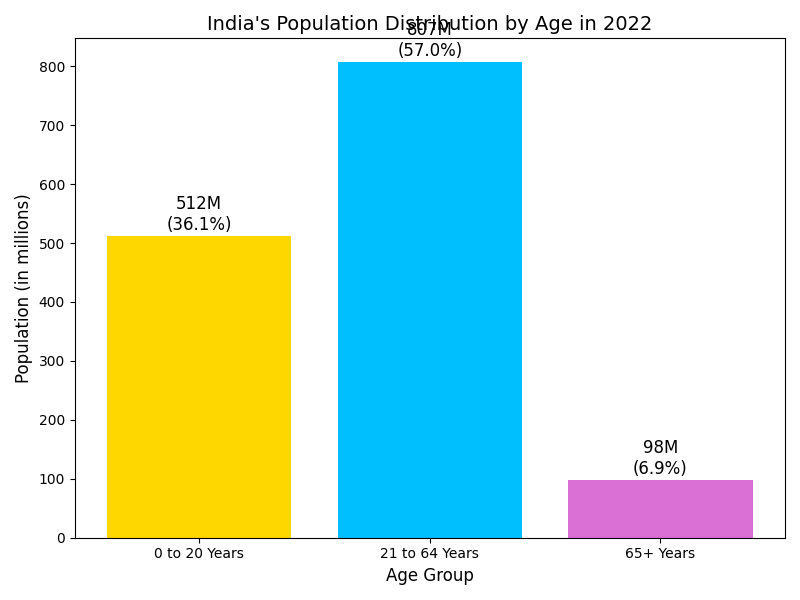 India's Population Distribution by Age in 2022
807M
(57.0%)
512M
(36.1%)
98M
(6.9%)
Population (in millions)
800
700
600
500
400
300
200
100
0
0 to 20 Years
21 to 64 Years
65+ Years
Age Group